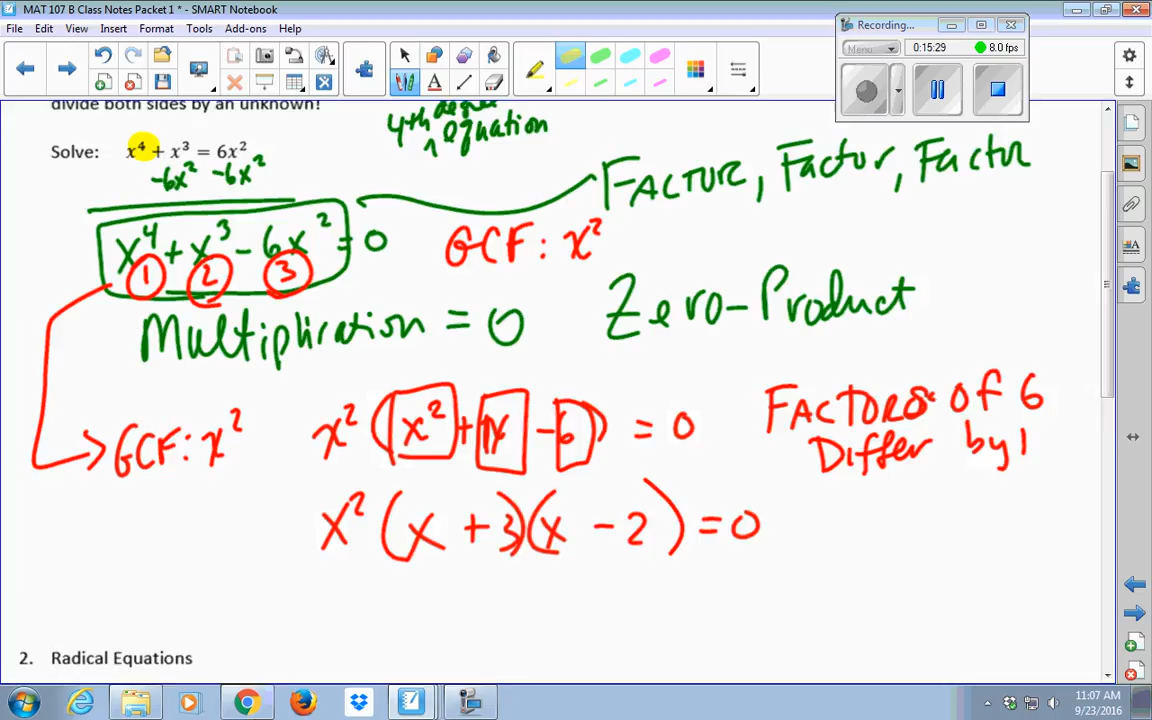 MAT 107 B Class Notes Packet 1 * - SMART Notebook
File Edit View Insert Format Tools Add-ons Help
Recording...
Menu 0:15:29 8.0 fps
divide both sides by an unknown!
4th degree
equation
Solve: x⁴ + x³ = 6x²
-6x² -6x²
FACTOR, Factor, Factor
x⁴ + x³ - 6x² = 0 GCF: x²
1 2 3
Multiplication = 0 Zero-Product
GCF: x² x² (x² + 1x - 6) = 0 FACTORS of 6
Differ by 1
x² (x + 3)(x - 2) = 0
2. Radical Equations
11:07 AM
9/23/2016